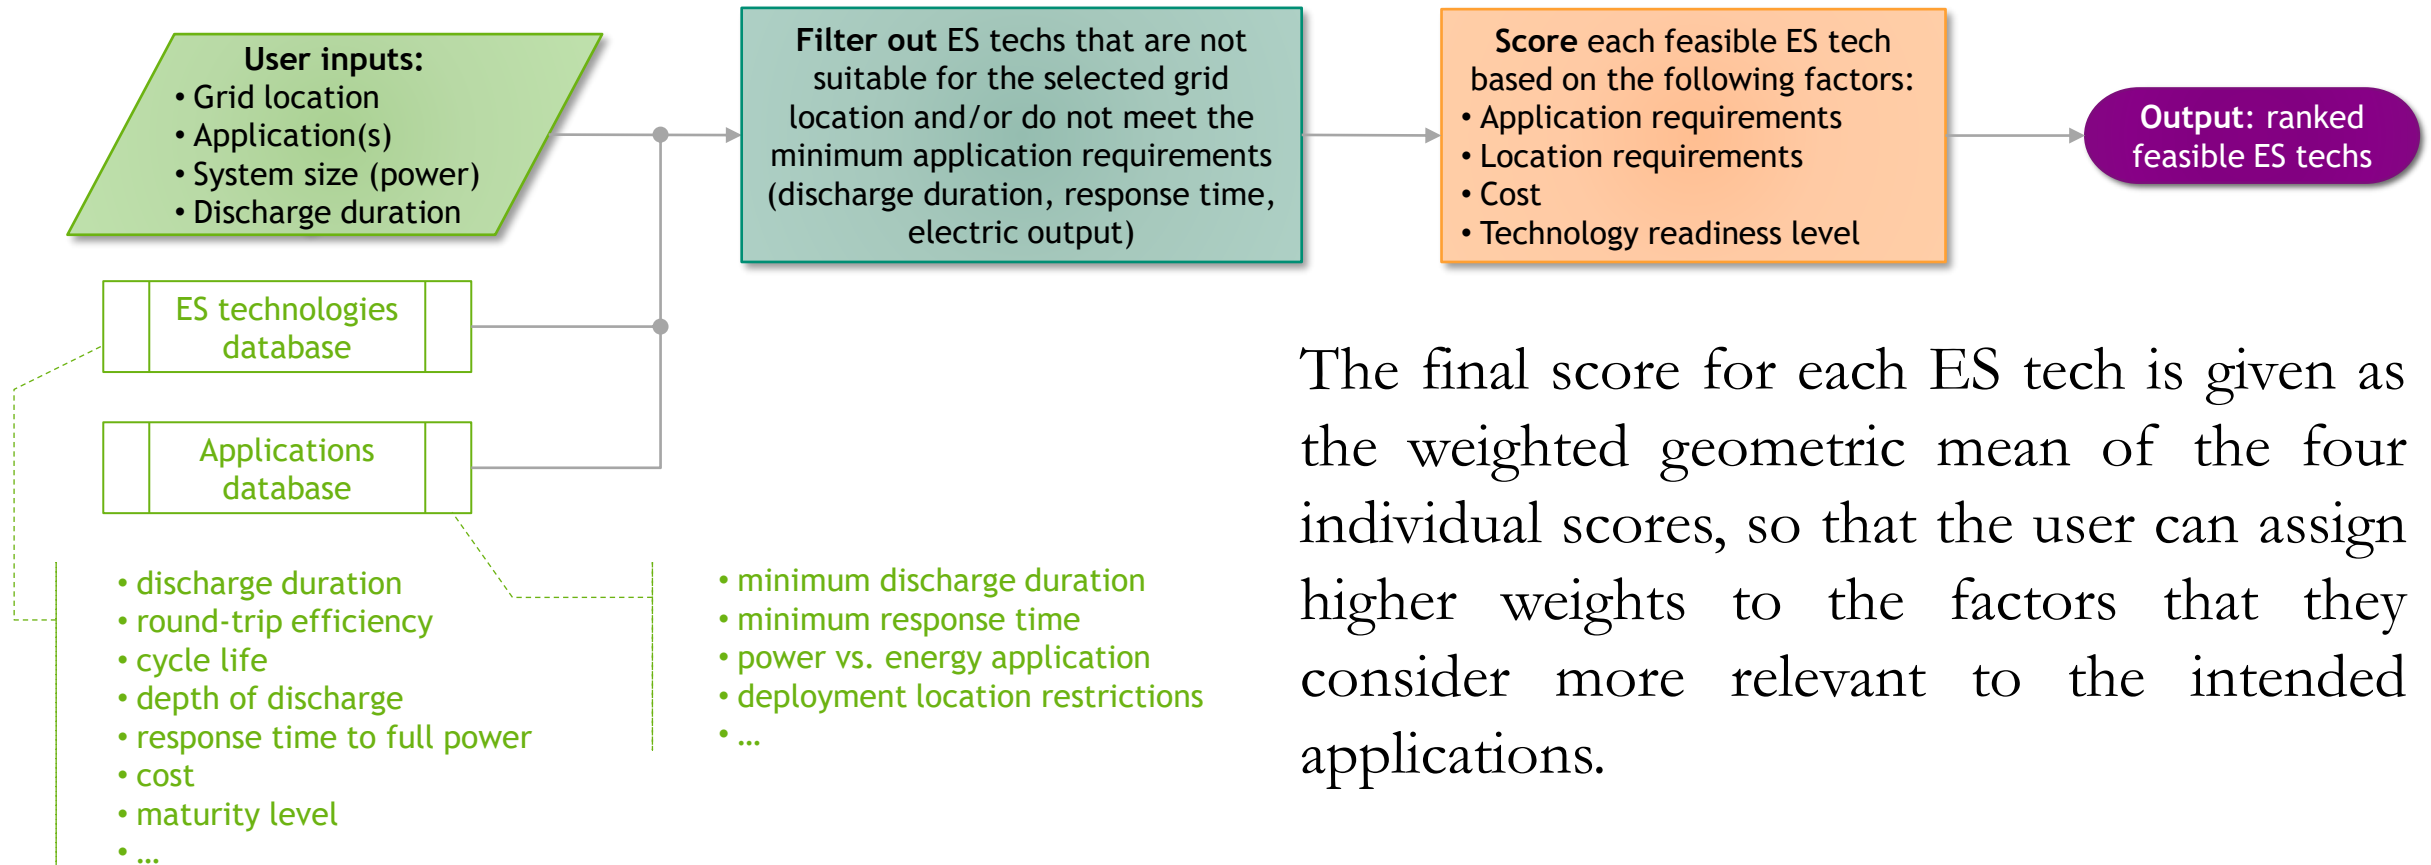 User inputs:
• Grid location
• Application(s)
• System size (power)
• Discharge duration
Filter out ES techs that are not
suitable for the selected grid
location and/or do not meet the
minimum application requirements
(discharge duration, response time,
electric output)
Score each feasible ES tech
based on the following factors:
• Application requirements
• Location requirements
• Cost
• Technology readiness level
Output: ranked
feasible ES techs
ES technologies
database
Applications
database
• discharge duration
• round-trip efficiency
• cycle life
• depth of discharge
• response time to full power
• cost
• maturity level
• ...
• minimum discharge duration
• minimum response time
• power vs. energy application
• deployment location restrictions
• ...
The final score for each ES tech is given as
the weighted geometric mean of the four
individual scores, so that the user can assign
higher weights to the factors that they
consider more relevant to the intended
applications.